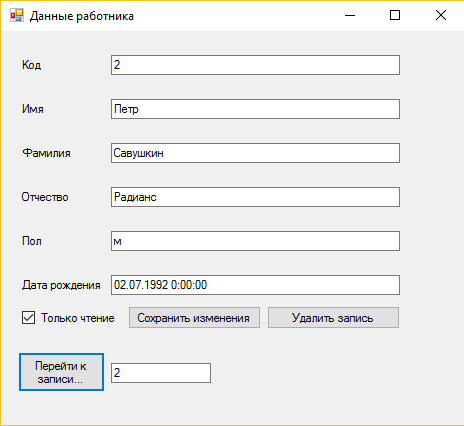 Данные работника
Код 2
Имя Петр
Фамилия Савушкин
Отчество Радианс
Пол м
Дата рождения 02.07.1992 0:00:00
Только чтение Сохранить изменения Удалить запись
Перейти к
записи... 2